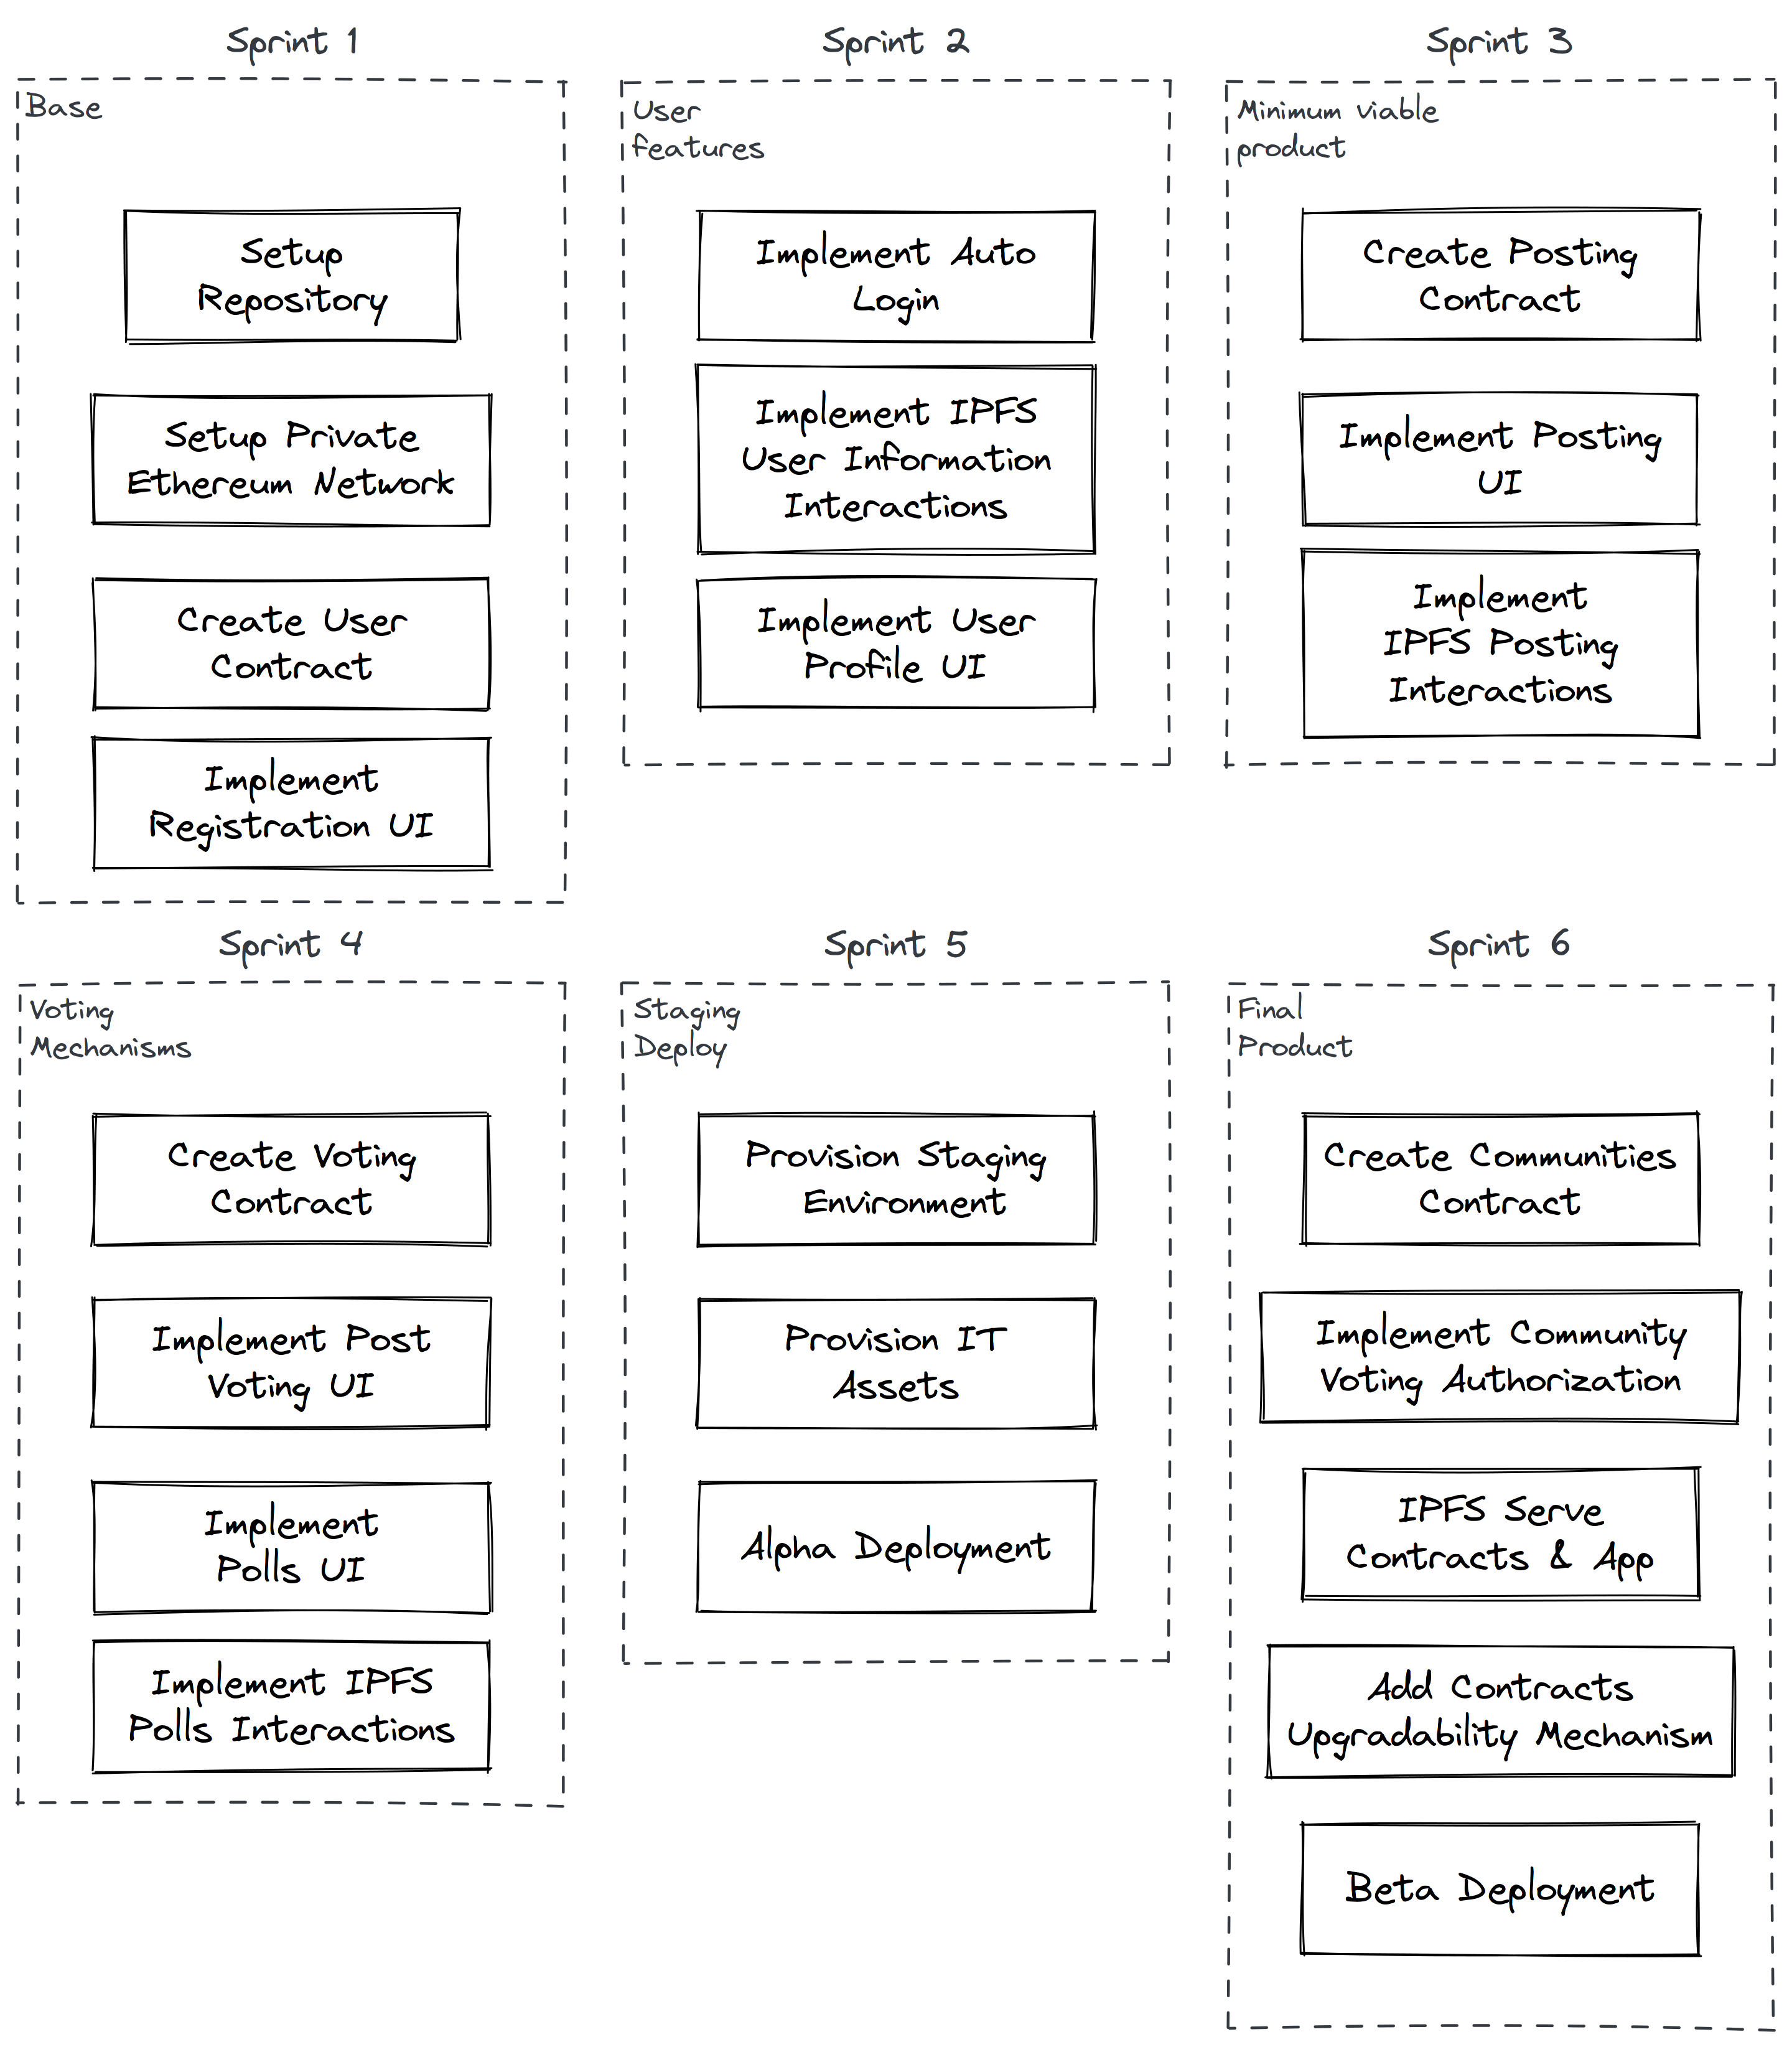 Sprint 1
Base
Setup
Repository
Setup Private
Ethereum Network
Create User
Contract
Implement
Registration UI
Sprint 2
User
features
Implement Auto
Login
Implement IPFS
User Information
Interactions
Implement User
Profile UI
Sprint 3
Minimum viable
product
Create Posting
Contract
Implement Posting
UI
Implement
IPFS Posting
Interactions
Sprint 4
Voting
Mechanisms
Create Voting
Contract
Implement Post
Voting UI
Implement
Polls UI
Implement IPFS
Polls Interactions
Sprint 5
Staging
Deploy
Provision Staging
Environment
Provision IT
Assets
Alpha Deployment
Sprint 6
Final
Product
Create Communities
Contract
Implement Community
Voting Authorization
IPFS Serve
Contracts & App
Add Contracts
Upgradability Mechanism
Beta Deployment